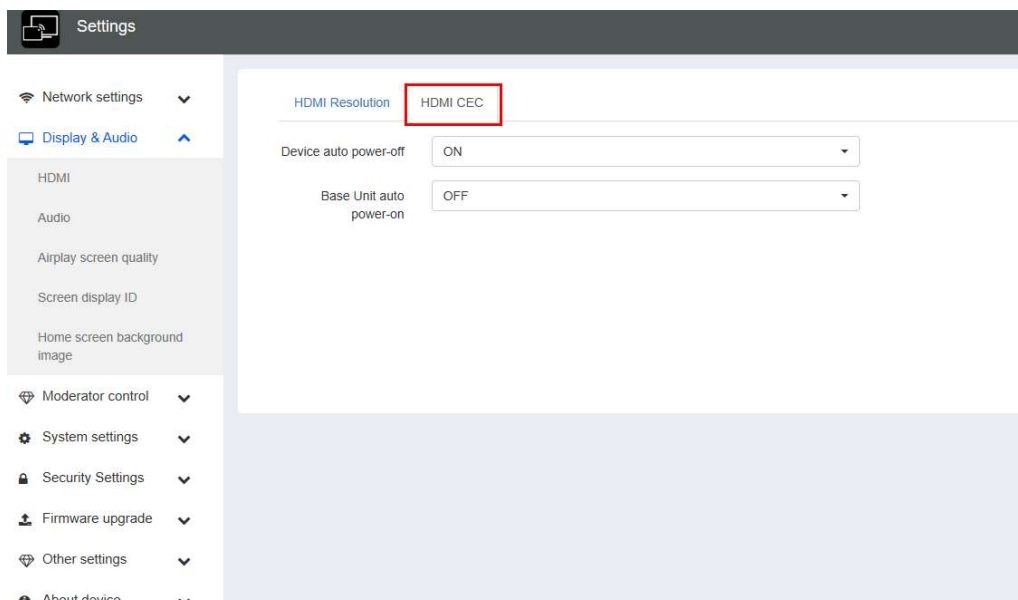 Settings
Network settings
Display & Audio
HDMI
Audio
Airplay screen quality
Screen display ID
Home screen background
image
Moderator control
System settings
Security Settings
Firmware upgrade
Other settings
About device
HDMI Resolution
HDMI CEC
Device auto power-off
ON
Base Unit auto
power-on
OFF